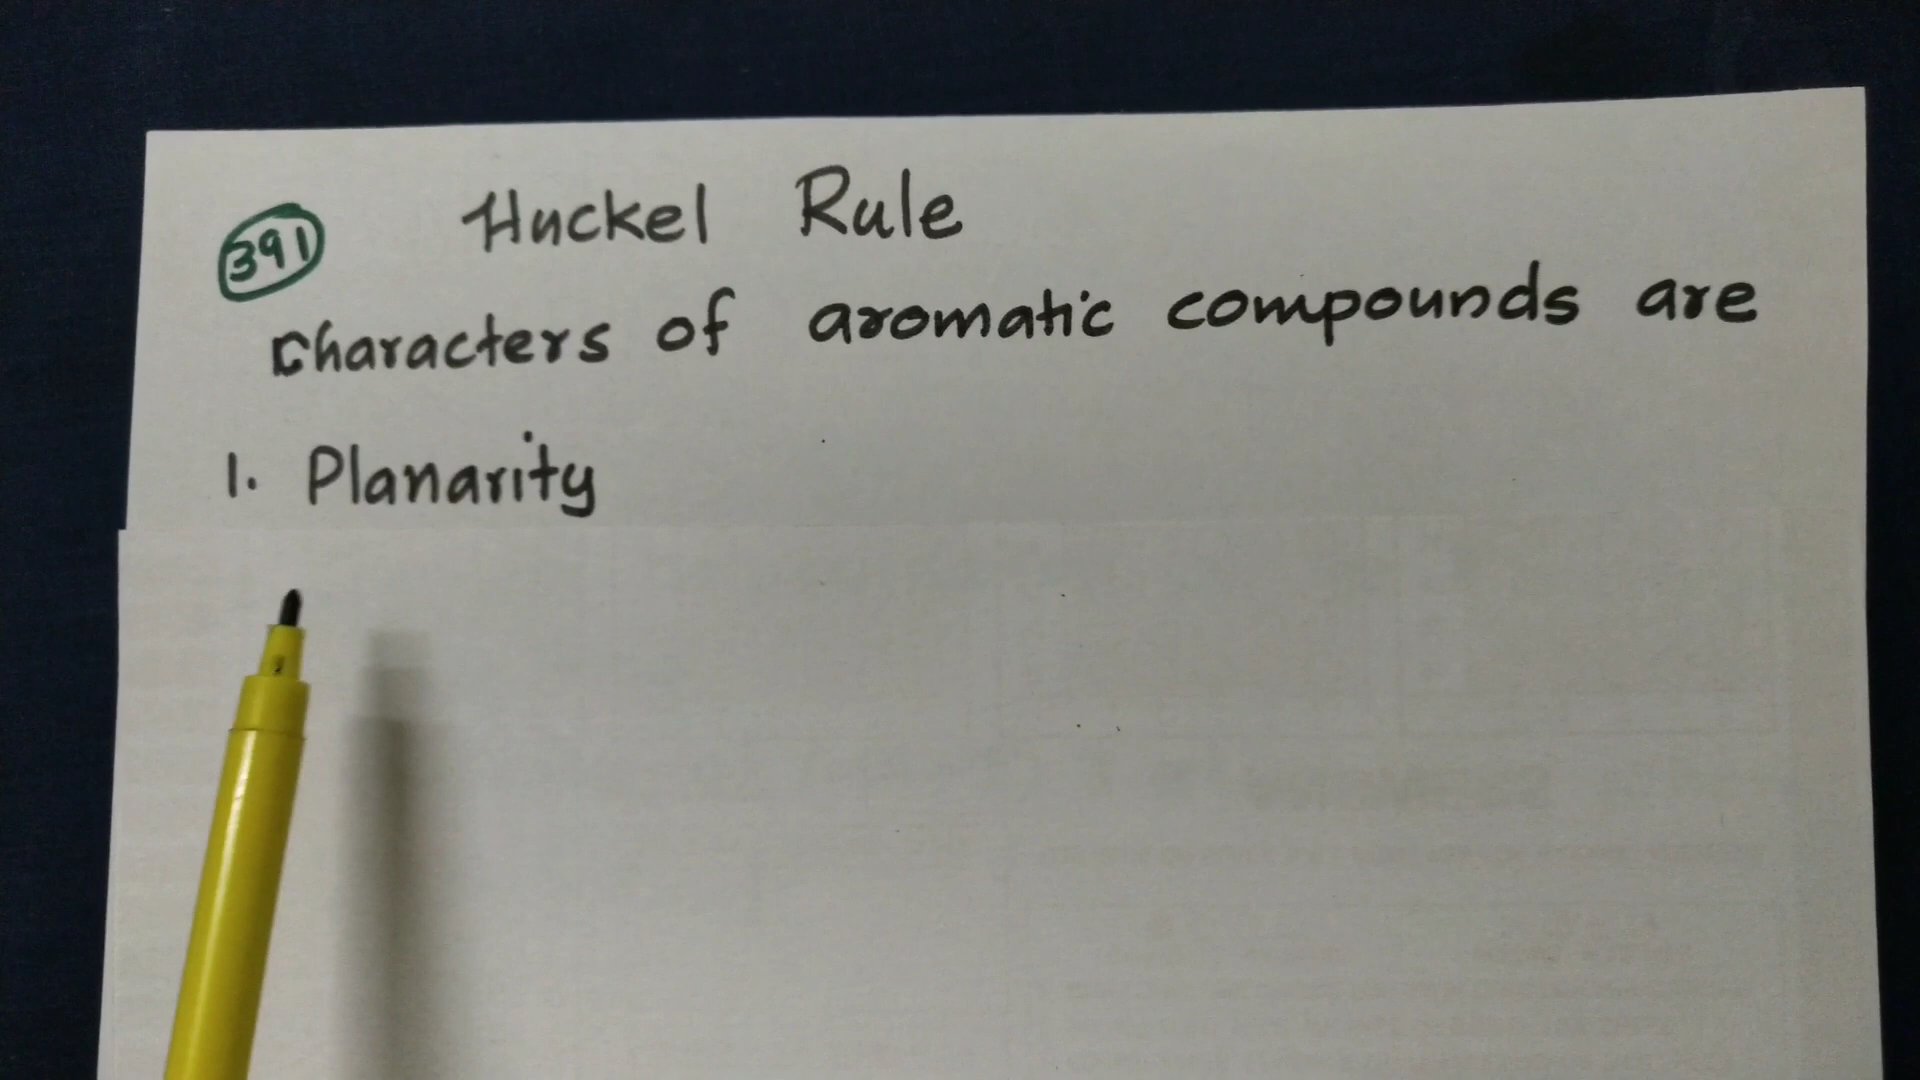 391 Huckel Rule
Characters of aromatic compounds are
1. Planarity